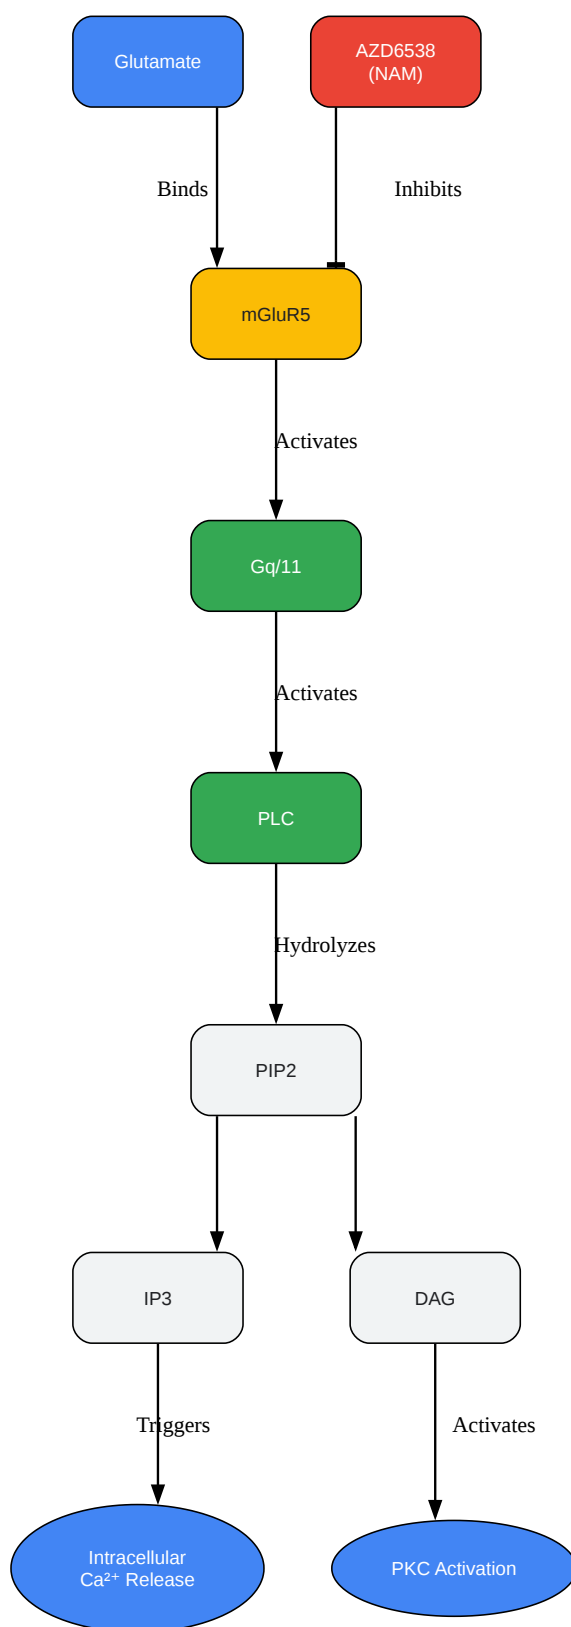 Glutamate
AZD6538
(NAM)
Binds
Inhibits
mGluR5
Activates
Gq/11
Activates
PLC
Hydrolyzes
PIP2
IP3
DAG
Triggers
Activates
Intracellular
Ca²⁺ Release
PKC Activation